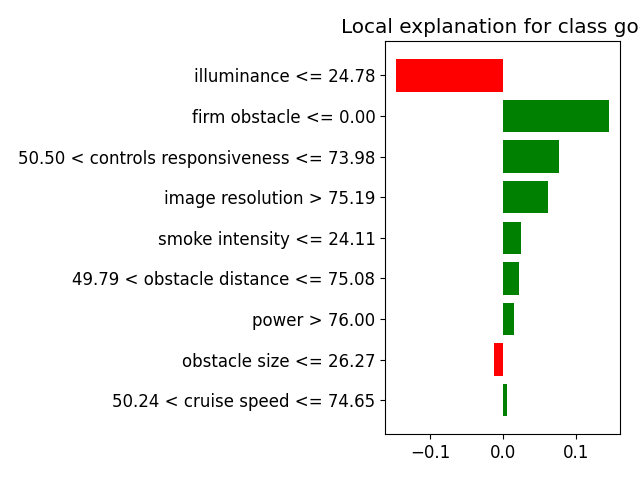 Local explanation for class go
illuminance <= 24.78
firm obstacle <= 0.00
50.50 < controls responsiveness <= 73.98
image resolution > 75.19
smoke intensity <= 24.11
49.79 < obstacle distance <= 75.08
power > 76.00
obstacle size <= 26.27
50.24 < cruise speed <= 74.65
−0.1 0.0 0.1